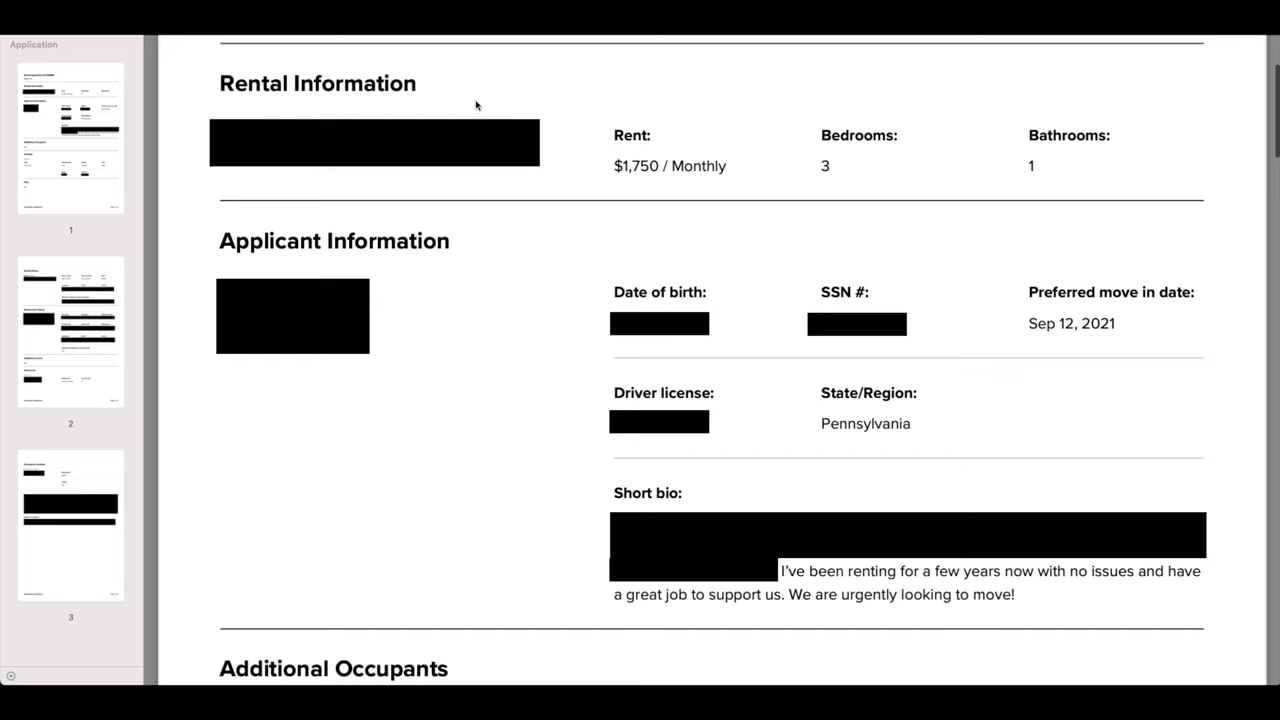 Application
Rental Information
Rent: Bedrooms: Bathrooms:
$1,750 / Monthly 3 1
Applicant Information
Date of birth: SSN #: Preferred move in date:
Sep 12, 2021
Driver license: State/Region:
Pennsylvania
Short bio:
I've been renting for a few years now with no issues and have
a great job to support us. We are urgently looking to move!
Additional Occupants
1
2
3